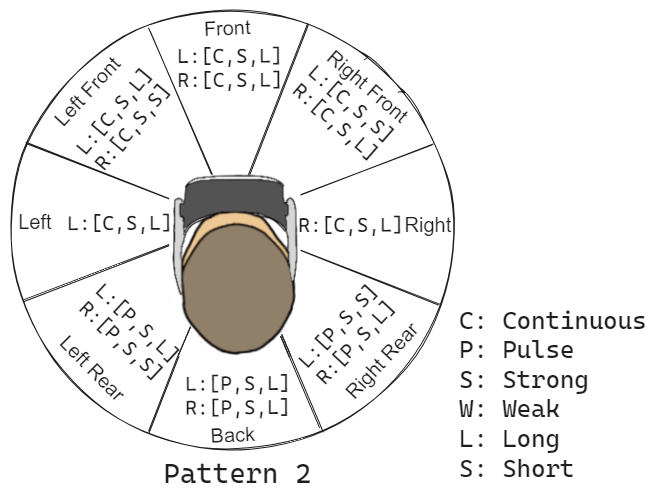 Front
L:[C,S,L]
R:[C,S,L]
Left Front
L:[C,S,L]
R:[C,S,S]
Right Front
L:[C,S,S]
R:[C,S,L]
Left
L:[C,S,L]
R:[C,S,L]
Right
L:[P,S,L]
R:[P,S,S]
Left Rear
L:[P,S,S]
R:[P,S,L]
Right Rear
L:[P,S,L]
R:[P,S,L]
Back
C: Continuous
P: Pulse
S: Strong
W: Weak
L: Long
S: Short
Pattern 2